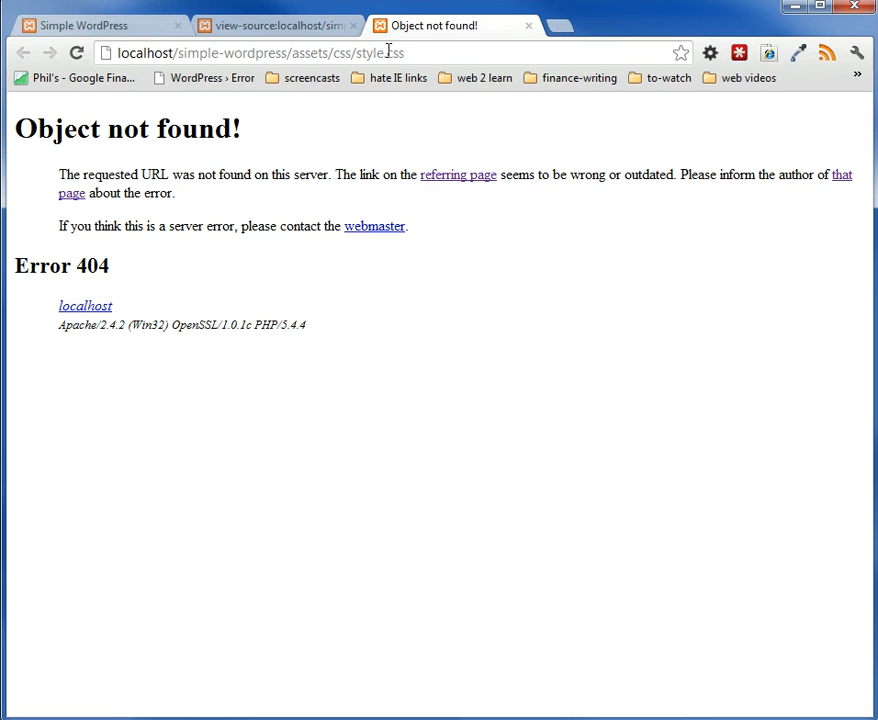 Simple WordPress
view-source:localhost/sim
Object not found!
localhost/simple-wordpress/assets/css/style.css
Phil's - Google Fina...
WordPress › Error
screencasts
hate IE links
web 2 learn
finance-writing
to-watch
web videos
»
Object not found!
The requested URL was not found on this server. The link on the referring page seems to be wrong or outdated. Please inform the author of that
page about the error.
If you think this is a server error, please contact the webmaster.
Error 404
localhost
Apache/2.4.2 (Win32) OpenSSL/1.0.1c PHP/5.4.4